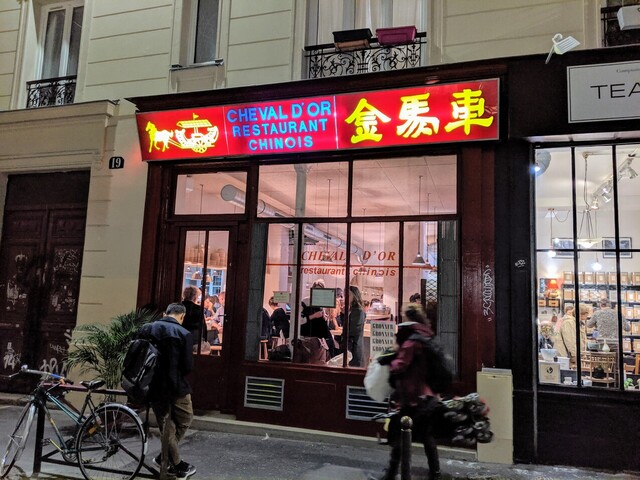 CHEVAL D'OR
RESTAURANT
CHINOIS
金馬車
TEA
19
CHEVAL D'OR
restaurant chinois